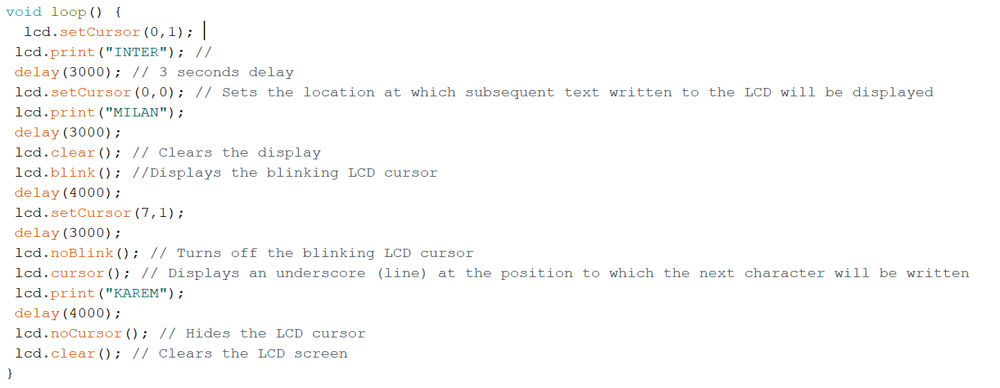 void loop() {
  lcd.setCursor(0,1);
 lcd.print("INTER"); //
 delay(3000); // 3 seconds delay
 lcd.setCursor(0,0); // Sets the location at which subsequent text written to the LCD will be displayed
 lcd.print("MILAN");
 delay(3000);
 lcd.clear(); // Clears the display
 lcd.blink(); //Displays the blinking LCD cursor
 delay(4000);
 lcd.setCursor(7,1);
 delay(3000);
 lcd.noBlink(); // Turns off the blinking LCD cursor
 lcd.cursor(); // Displays an underscore (line) at the position to which the next character will be written
 lcd.print("KAREM");
 delay(4000);
 lcd.noCursor(); // Hides the LCD cursor
 lcd.clear(); // Clears the LCD screen
}